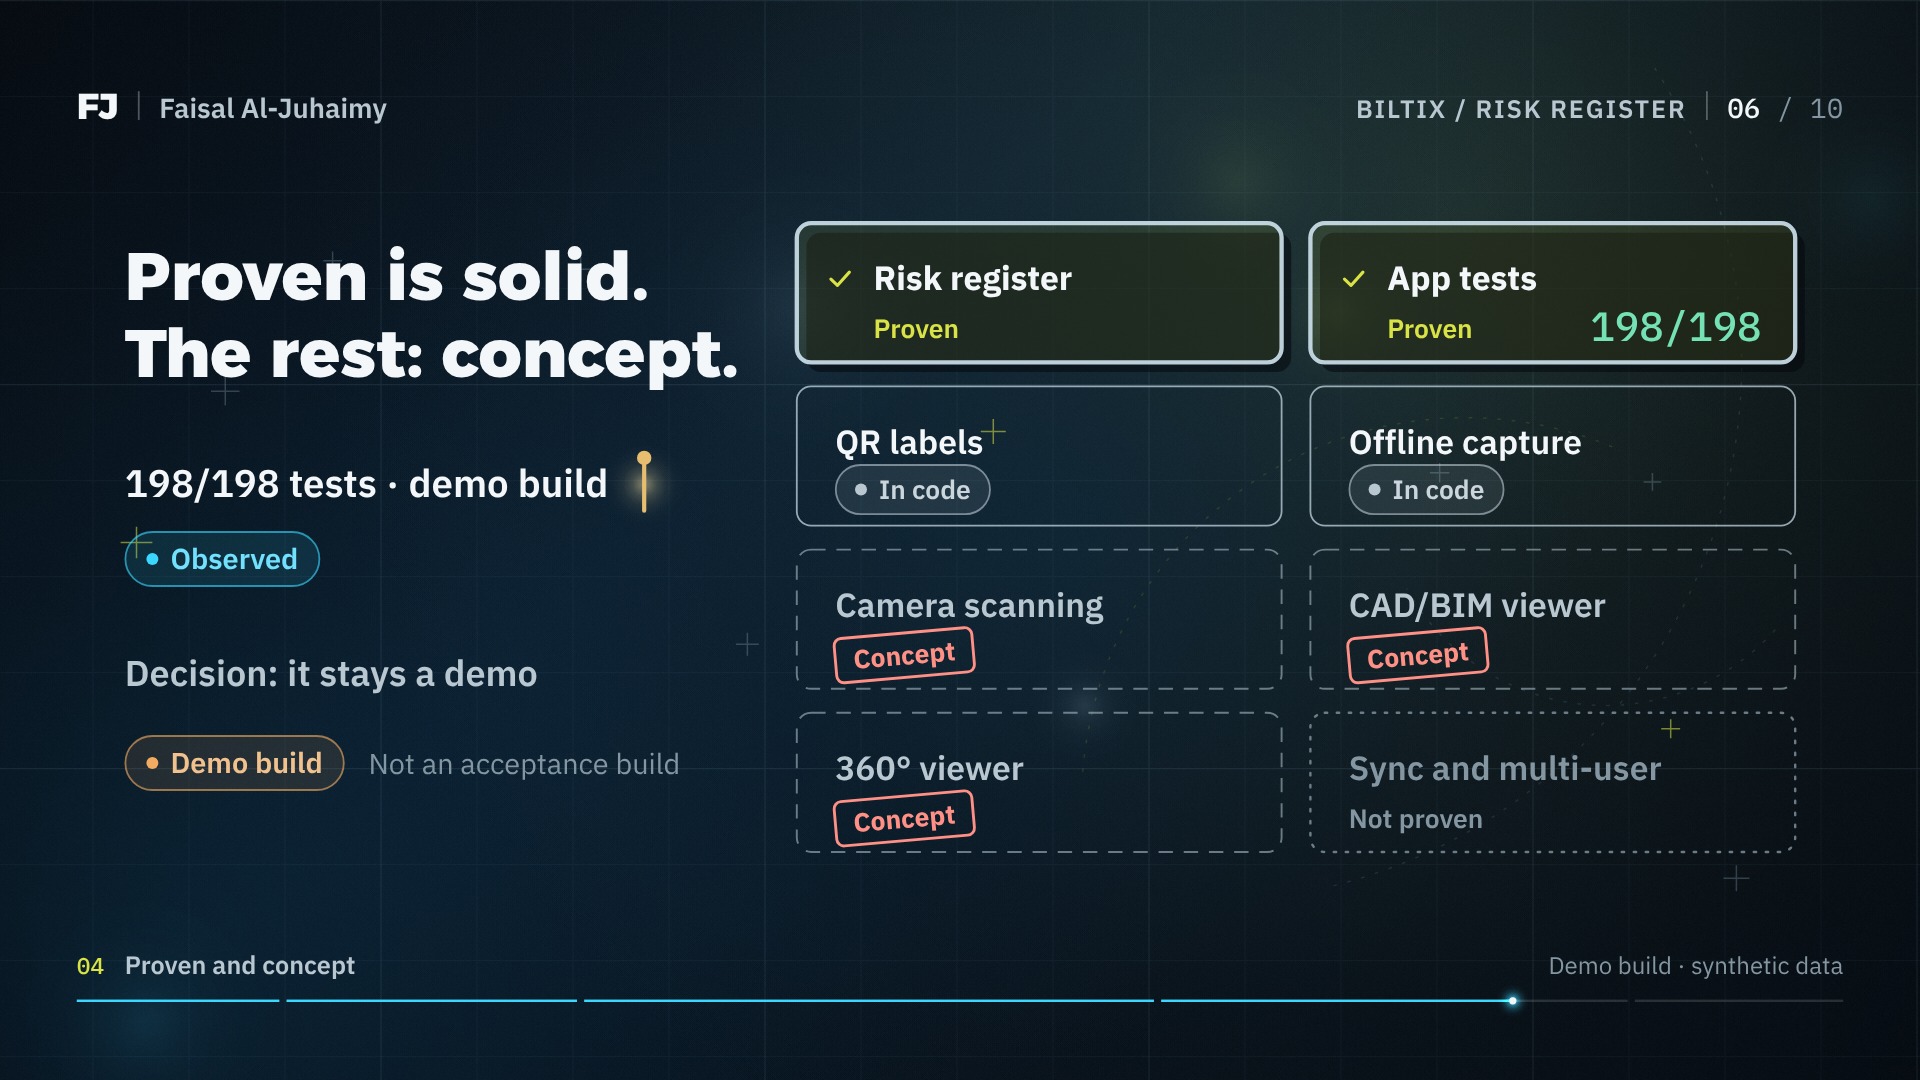 FJ | Faisal Al-Juhaimy
BILTIX / RISK REGISTER | 06 / 10
Proven is solid.
The rest: concept.
198/198 tests · demo build
Observed
Decision: it stays a demo
Demo build
Not an acceptance build
Risk register
Proven
App tests
Proven
198/198
QR labels
In code
Offline capture
In code
Camera scanning
Concept
CAD/BIM viewer
Concept
360° viewer
Concept
Sync and multi-user
Not proven
04 Proven and concept
Demo build · synthetic data